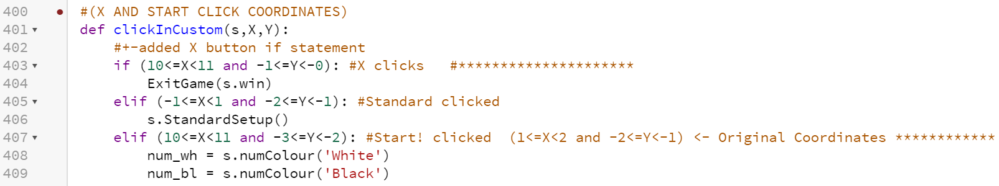 400 #(X AND START CLICK COORDINATES)
401 def clickInCustom(s,X,Y):
402 #+-added X button if statement
403 if (10<=X<11 and -1<=Y<-0): #X clicks #*********************
404 ExitGame(s.win)
405 elif (-1<=X<1 and -2<=Y<-1): #Standard clicked
406 s.StandardSetup()
407 elif (10<=X<11 and -3<=Y<-2): #Start! clicked (1<=X<2 and -2<=Y<-1) <- Original Coordinates ************
408 num_wh = s.numColour('White')
409 num_bl = s.numColour('Black')